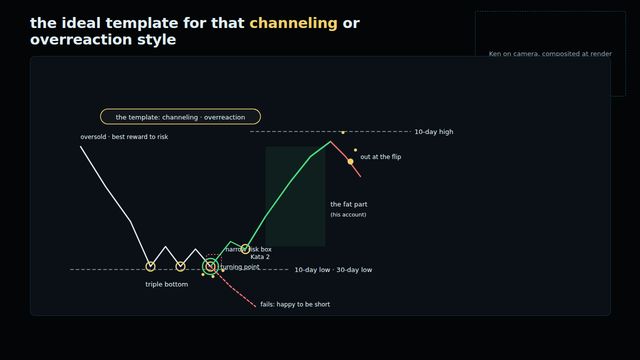 the ideal template for that channeling or
overreaction style
Ken on camera, composited at render
the template: channeling · overreaction
oversold · best reward to risk
10-day high
out at the flip
the fat part
(his account)
narrow risk box
Kata 2
turning point
10-day low · 30-day low
triple bottom
fails: happy to be short